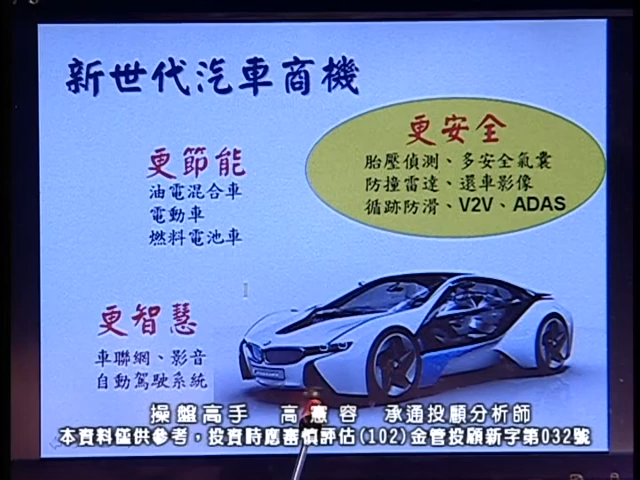 新世代汽車商機
更安全
胎壓偵測、多安全氣囊
防撞雷達、還車影像
循跡防滑、V2V、ADAS
更節能
油電混合車
電動車
燃料電池車
更智慧
車聯網、影音
自動駕駛系統
操盤高手 高憲容 承通投顧分析師
本資料僅供參考，投資時應審慎評估(102)金管投顧新字第032號